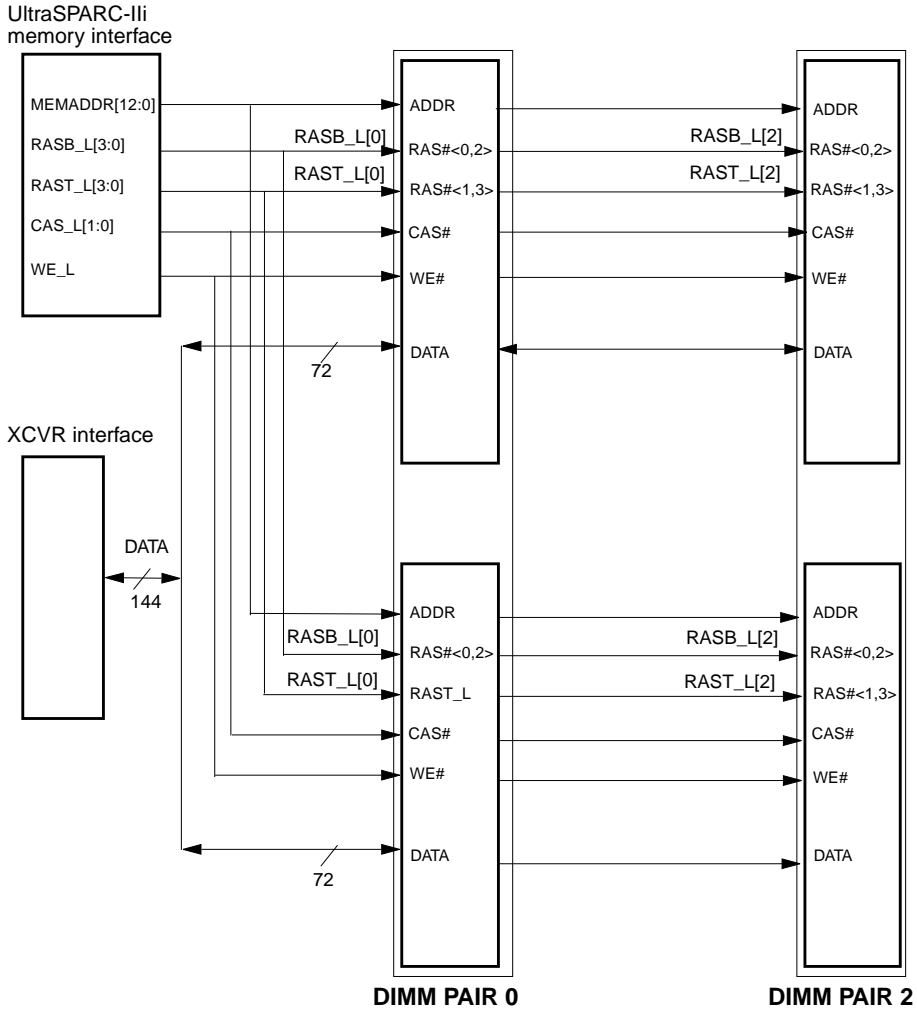 UltraSPARC-IIi
memory interface
MEMADDR[12:0]
RASB_L[3:0]
RAST_L[3:0]
CAS_L[1:0]
WE_L
RASB_L[0]
RAST_L[0]
ADDR
RAS#<0,2>
RAS#<1,3>
CAS#
WE#
DATA
72
RASB_L[2]
RAST_L[2]
ADDR
RAS#<0,2>
RAS#<1,3>
CAS#
WE#
DATA
XCVR interface
DATA
144
RASB_L[0]
RAST_L[0]
72
ADDR
RAS#<0,2>
RAST_L
CAS#
WE#
DATA
RASB_L[2]
RAST_L[2]
ADDR
RAS#<0,2>
RAS#<1,3>
CAS#
WE#
DATA
DIMM PAIR 0
DIMM PAIR 2